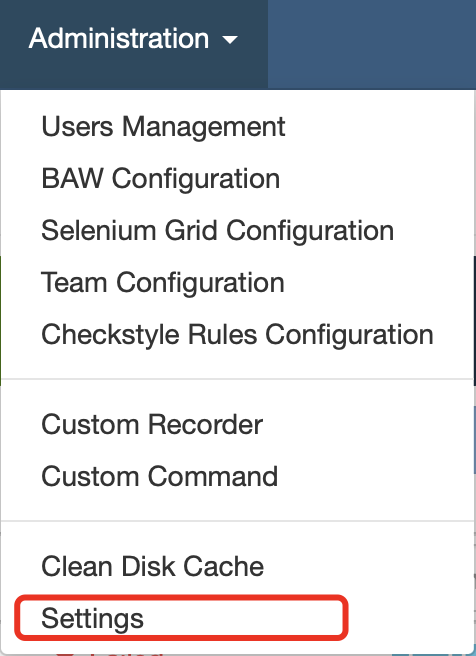 Administration
Users Management
BAW Configuration
Selenium Grid Configuration
Team Configuration
Checkstyle Rules Configuration
Custom Recorder
Custom Command
Clean Disk Cache
Settings